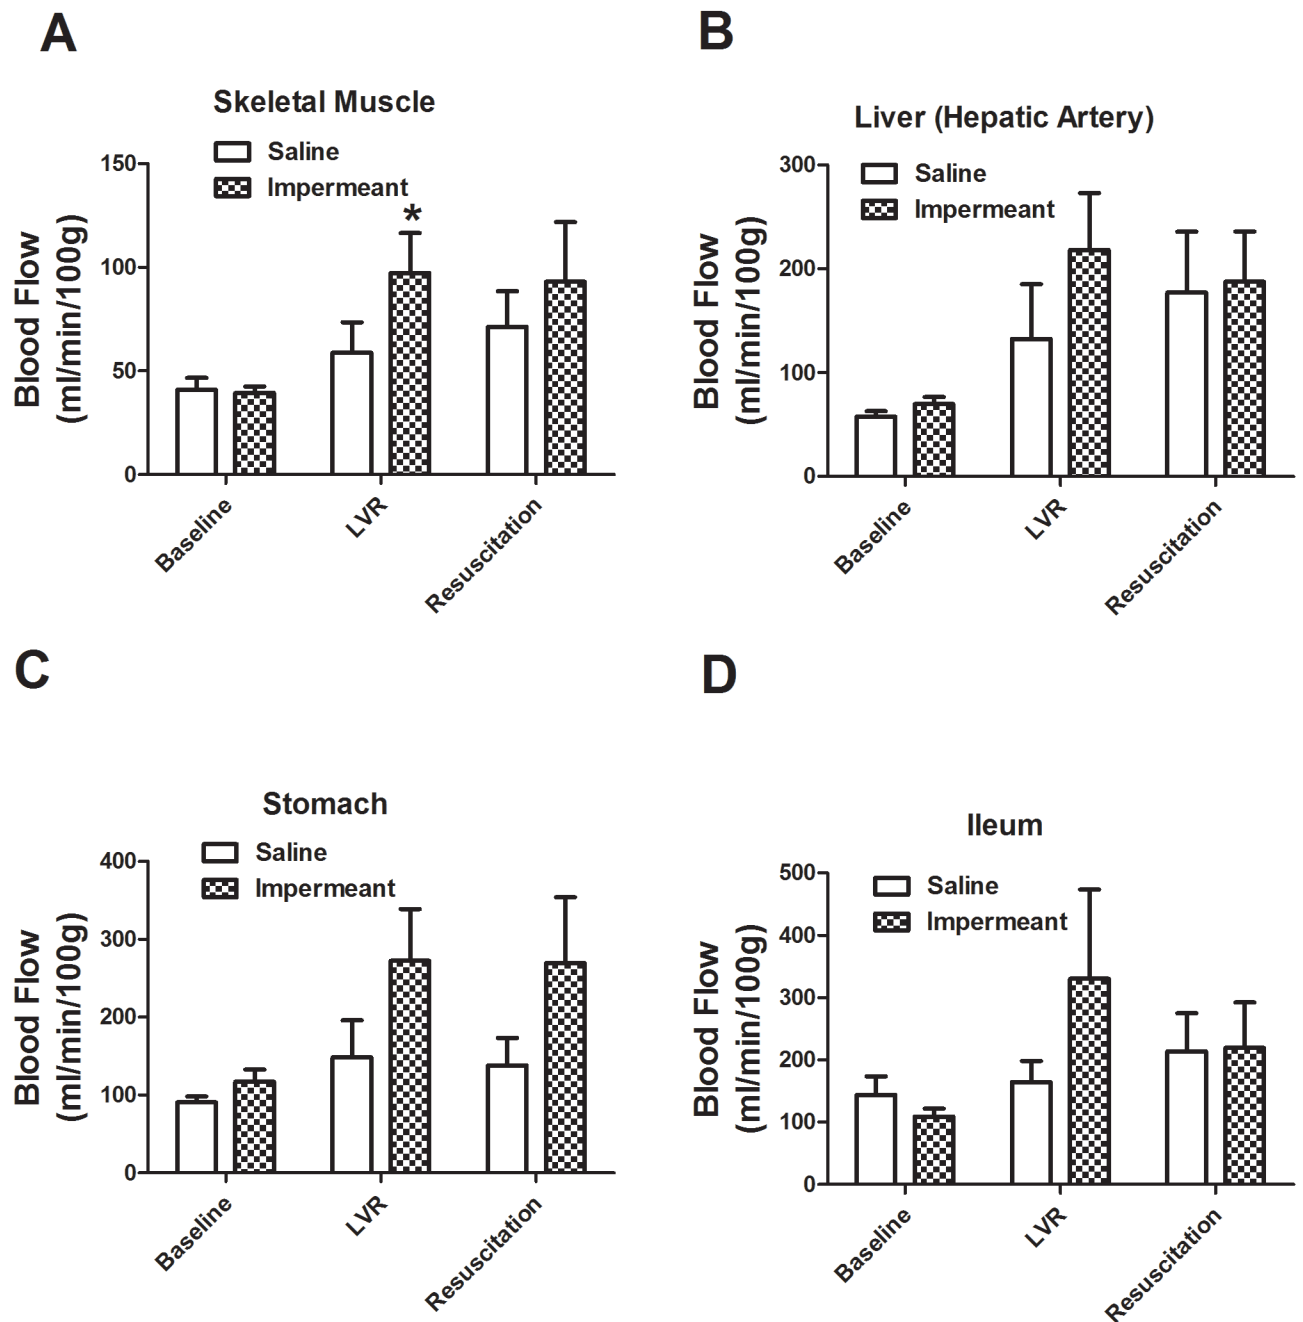 A
Skeletal Muscle
Saline
Impermeant
*
150
100
50
0
Blood Flow
(ml/min/100g)
Baseline
LVR
Resuscitation
B
Liver (Hepatic Artery)
Saline
Impermeant
300
200
100
0
Blood Flow
(ml/min/100g)
Baseline
LVR
Resuscitation
C
Stomach
Saline
Impermeant
400
300
200
100
0
Blood Flow
(ml/min/100g)
Baseline
LVR
Resuscitation
D
Ileum
Saline
Impermeant
500
400
300
200
100
0
Blood Flow
(ml/min/100g)
Baseline
LVR
Resuscitation